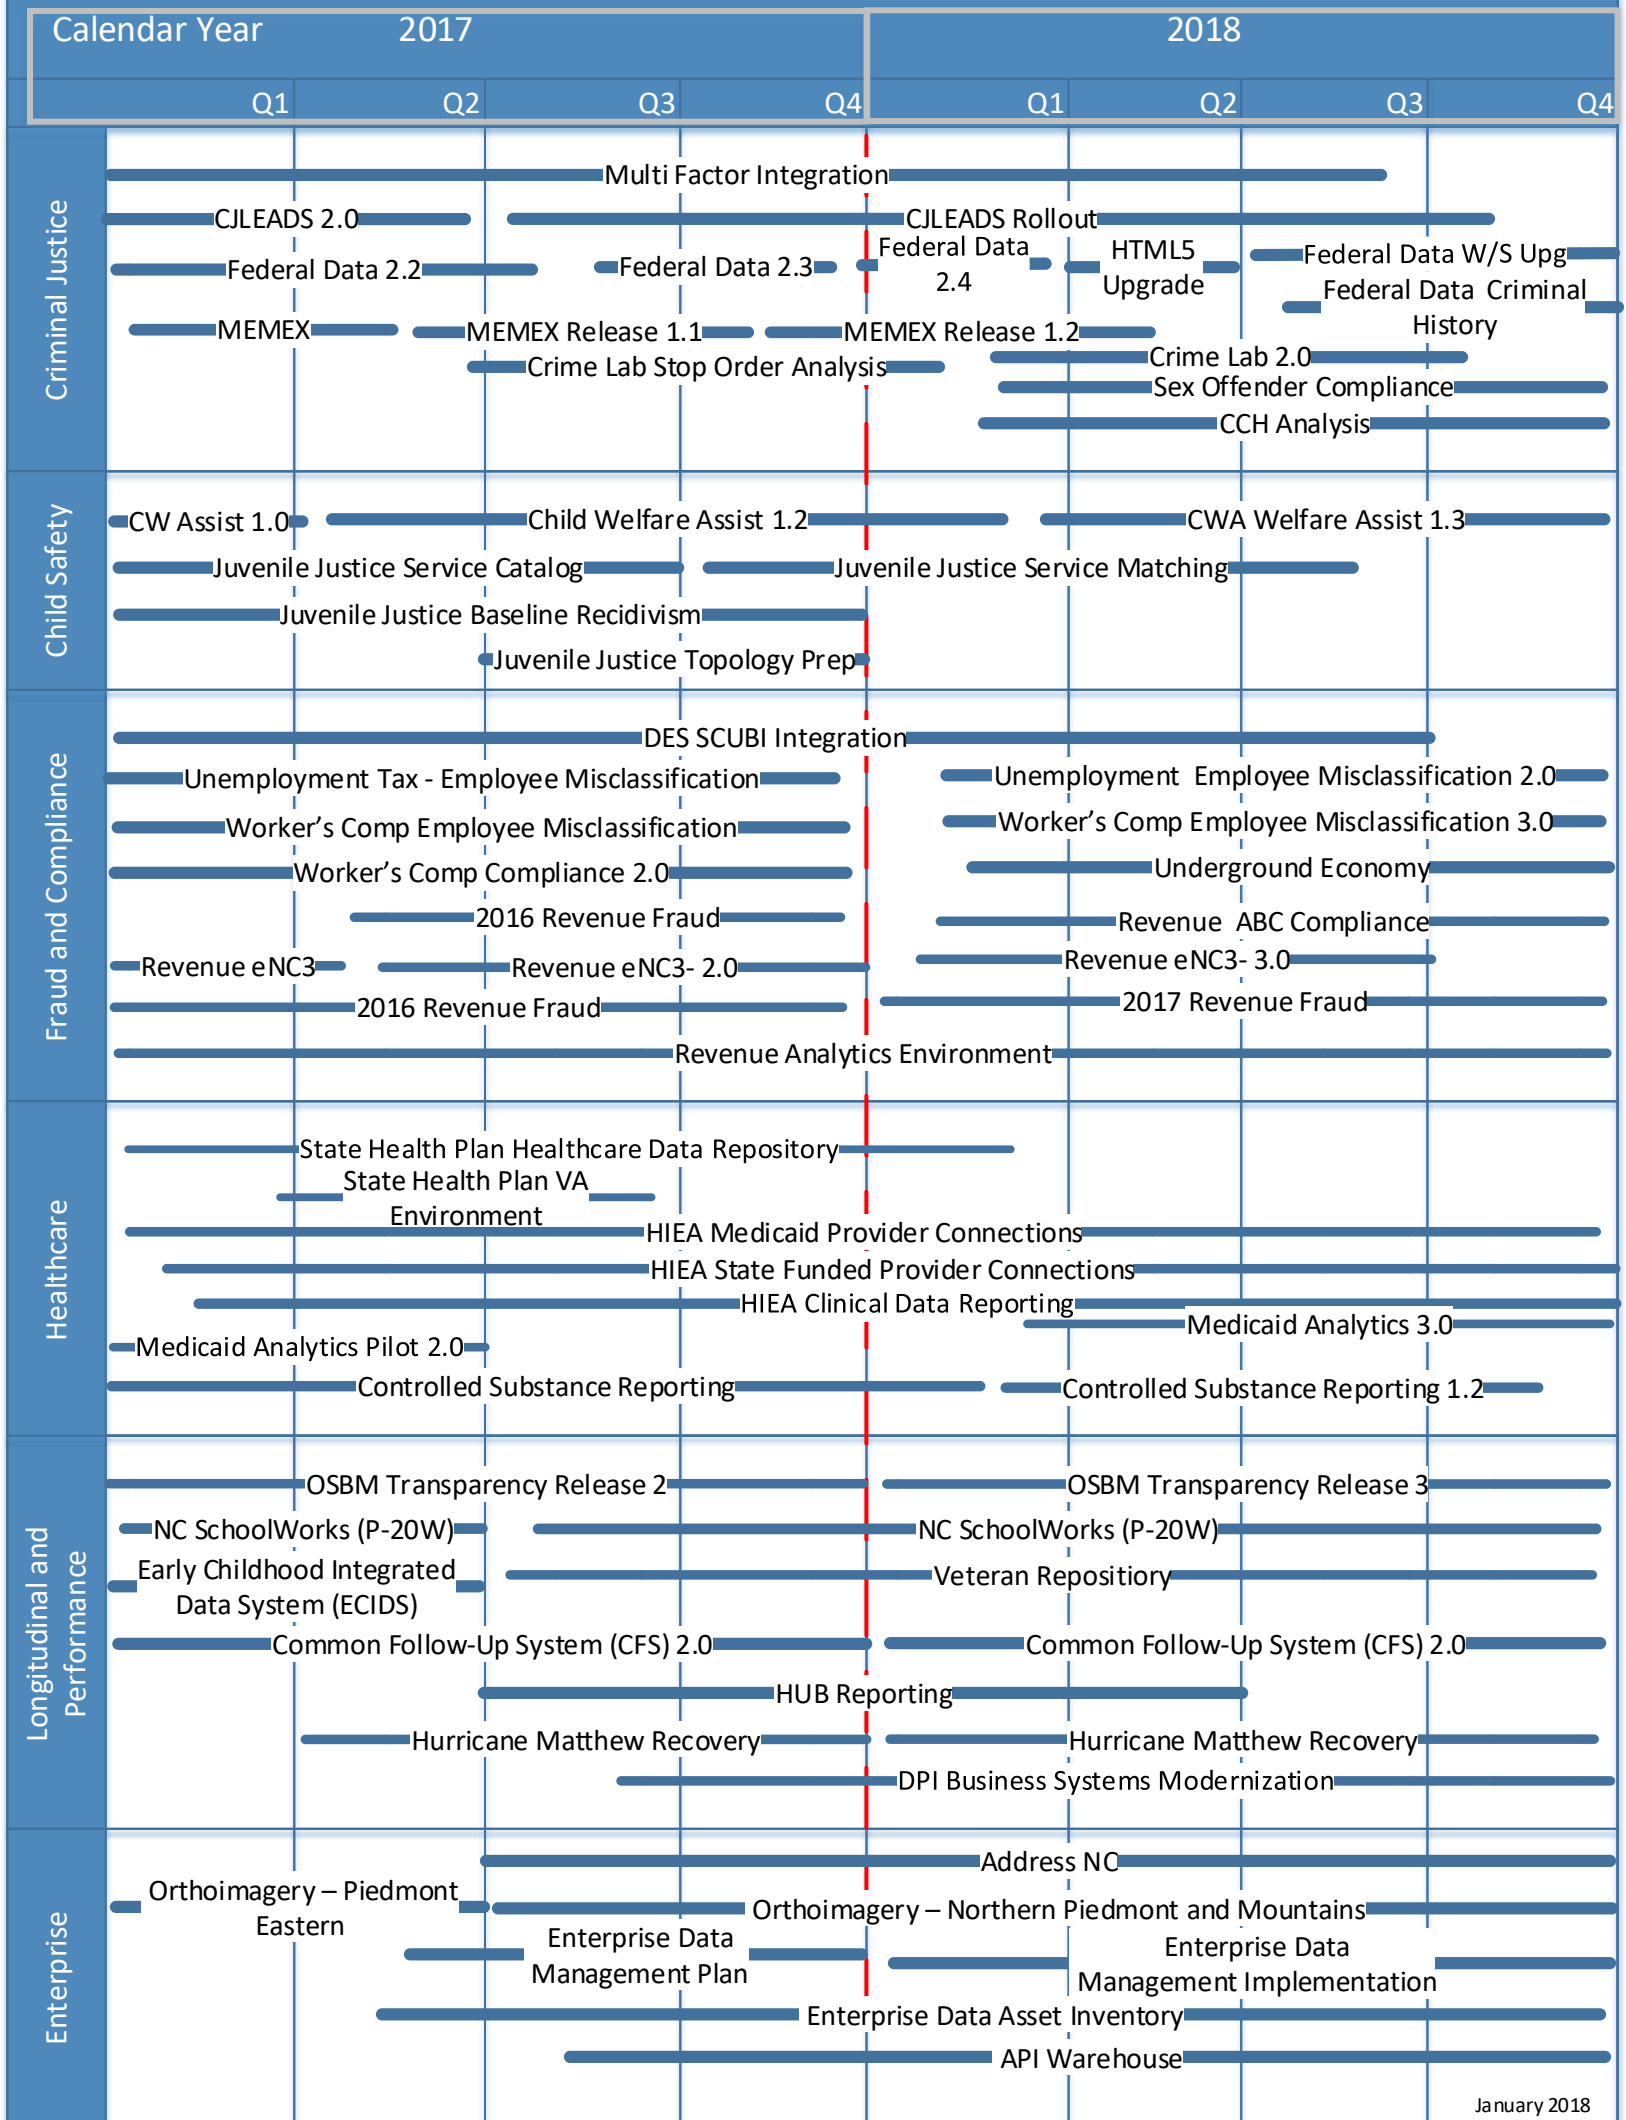 Calendar Year 2017 2018
Q1 Q2 Q3 Q4 Q1 Q2 Q3 Q4
Criminal Justice
Multi Factor Integration
CJLEADS 2.0 CJLEADS Rollout
Federal Data 2.2 Federal Data 2.3
Federal Data
2.4
HTML5
Upgrade
Federal Data W/S Upg
Federal Data Criminal
History
MEMEX MEMEX Release 1.1 MEMEX Release 1.2
Crime Lab Stop Order Analysis
Crime Lab 2.0
Sex Offender Compliance
CCH Analysis
Child Safety
CW Assist 1.0 Child Welfare Assist 1.2 CWA Welfare Assist 1.3
Juvenile Justice Service Catalog Juvenile Justice Service Matching
Juvenile Justice Baseline Recidivism
Juvenile Justice Topology Prep
Fraud and Compliance
DES SCUBI Integration
Unemployment Tax - Employee Misclassification Unemployment Employee Misclassification 2.0
Worker’s Comp Employee Misclassification Worker’s Comp Employee Misclassification 3.0
Worker’s Comp Compliance 2.0 Underground Economy
2016 Revenue Fraud Revenue ABC Compliance
Revenue eNC3 Revenue eNC3- 2.0 Revenue eNC3- 3.0
2016 Revenue Fraud 2017 Revenue Fraud
Revenue Analytics Environment
Healthcare
State Health Plan Healthcare Data Repository
State Health Plan VA
Environment
HIEA Medicaid Provider Connections
HIEA State Funded Provider Connections
HIEA Clinical Data Reporting
Medicaid Analytics 3.0
Medicaid Analytics Pilot 2.0
Controlled Substance Reporting Controlled Substance Reporting 1.2
Longitudinal and
Performance
OSBM Transparency Release 2 OSBM Transparency Release 3
NC SchoolWorks (P-20W) NC SchoolWorks (P-20W)
Early Childhood Integrated
Data System (ECIDS)
Veteran Repositiory
Common Follow-Up System (CFS) 2.0 Common Follow-Up System (CFS) 2.0
HUB Reporting
Hurricane Matthew Recovery Hurricane Matthew Recovery
DPI Business Systems Modernization
Enterprise
Address NC
Orthoimagery – Piedmont
Eastern
Orthoimagery – Northern Piedmont and Mountains
Enterprise Data
Management Plan
Enterprise Data
Management Implementation
Enterprise Data Asset Inventory
API Warehouse
January 2018